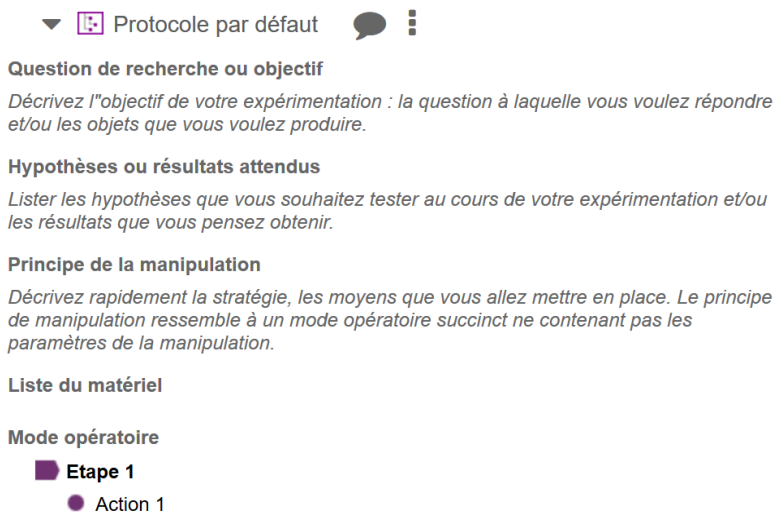 Protocole par défaut
Question de recherche ou objectif
Décrivez l"objectif de votre expérimentation : la question à laquelle vous voulez répondre
et/ou les objets que vous voulez produire.
Hypothèses ou résultats attendus
Lister les hypothèses que vous souhaitez tester au cours de votre expérimentation et/ou
les résultats que vous pensez obtenir.
Principe de la manipulation
Décrivez rapidement la stratégie, les moyens que vous allez mettre en place. Le principe
de manipulation ressemble à un mode opératoire succinct ne contenant pas les
paramètres de la manipulation.
Liste du matériel
Mode opératoire
Etape 1
Action 1